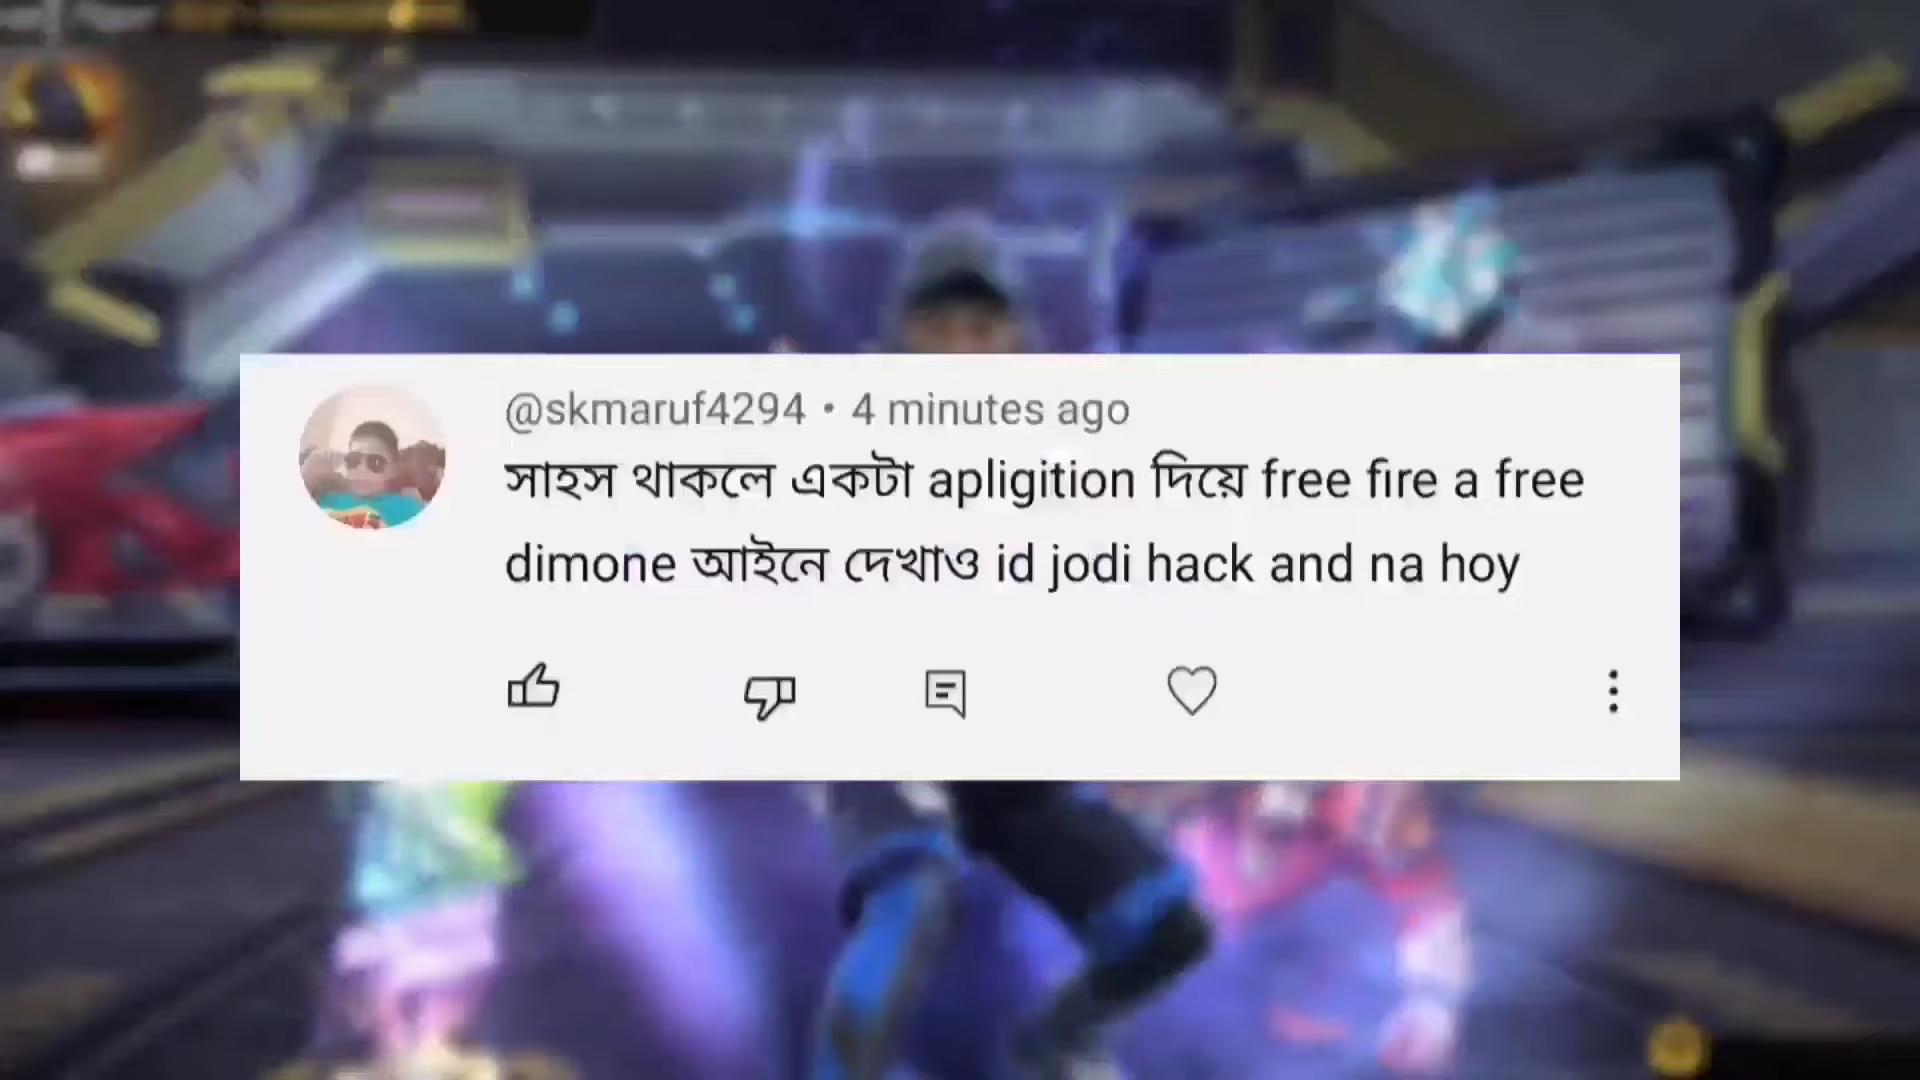 @skmaruf4294 • 4 minutes ago
সাহস থাকলে একটা apligition দিয়ে free fire a free
dimone আইনে দেখাও id jodi hack and na hoy